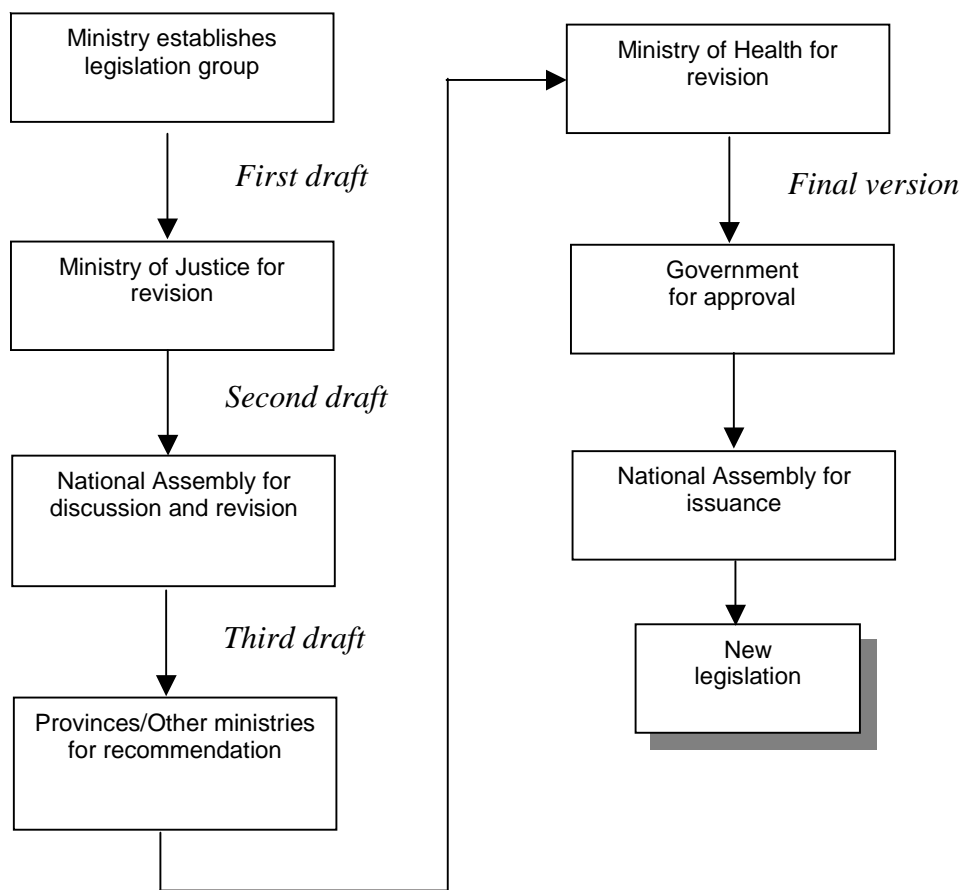 Ministry establishes
legislation group
First draft
Ministry of Justice for
revision
Second draft
National Assembly for
discussion and revision
Third draft
Provinces/Other ministries
for recommendation
Ministry of Health for
revision
Final version
Government
for approval
National Assembly for
issuance
New
legislation